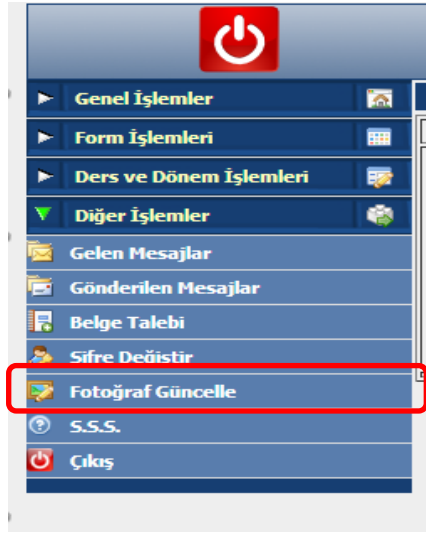 Genel İşlemler
Form İşlemleri
Ders ve Dönem İşlemleri
Diğer İşlemler
Gelen Mesajlar
Gönderilen Mesajlar
Belge Talebi
Sifre Değiştir
Fotoğraf Güncelle
S.S.S.
Çıkış